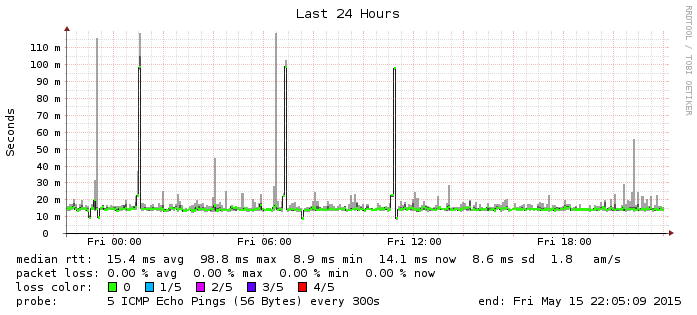 Last 24 Hours
RRDTOOL / TOBI OETIKER
Seconds
110 m
100 m
90 m
80 m
70 m
60 m
50 m
40 m
30 m
20 m
10 m
0
Fri 00:00 Fri 06:00 Fri 12:00 Fri 18:00
median rtt: 15.4 ms avg 98.8 ms max 8.9 ms min 14.1 ms now 8.6 ms sd 1.8 am/s
packet loss: 0.00 % avg 0.00 % max 0.00 % min 0.00 % now
loss color: 0 1/5 2/5 3/5 4/5
probe: 5 ICMP Echo Pings (56 Bytes) every 300s end: Fri May 15 22:05:09 2015